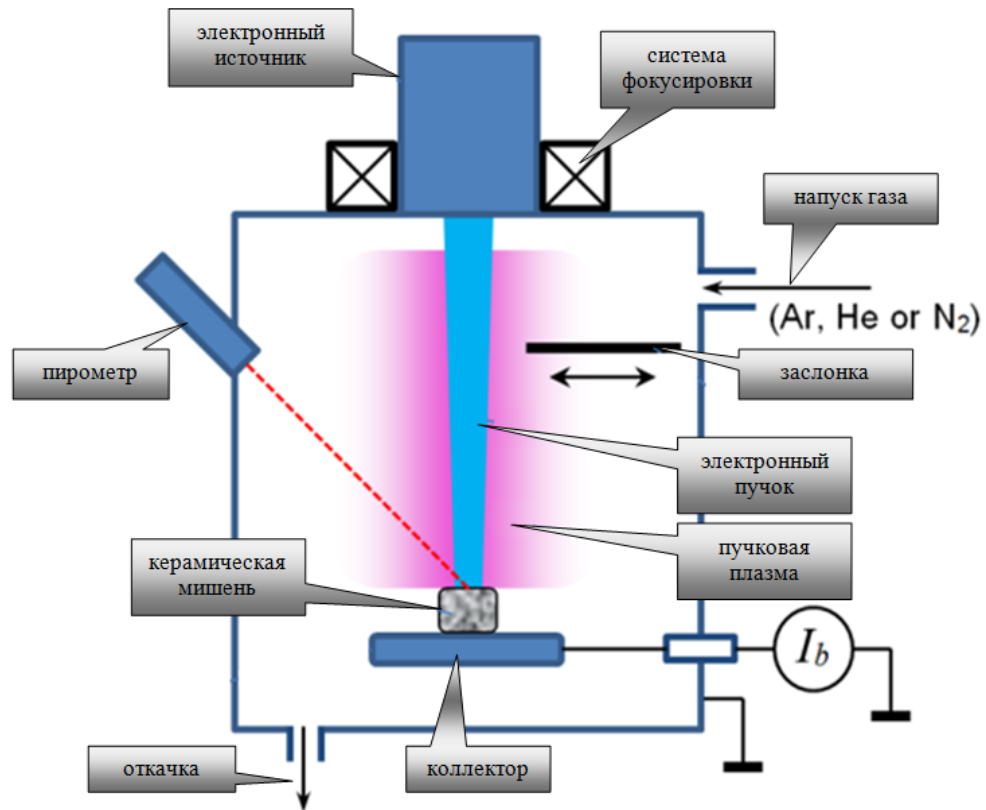 электронный
источник
система
фокусировки
напуск газа
(Ar, He or N₂)
пирометр
заслонка
электронный
пучок
керамическая
мишень
пучковая
плазма
I_b
откачка
коллектор